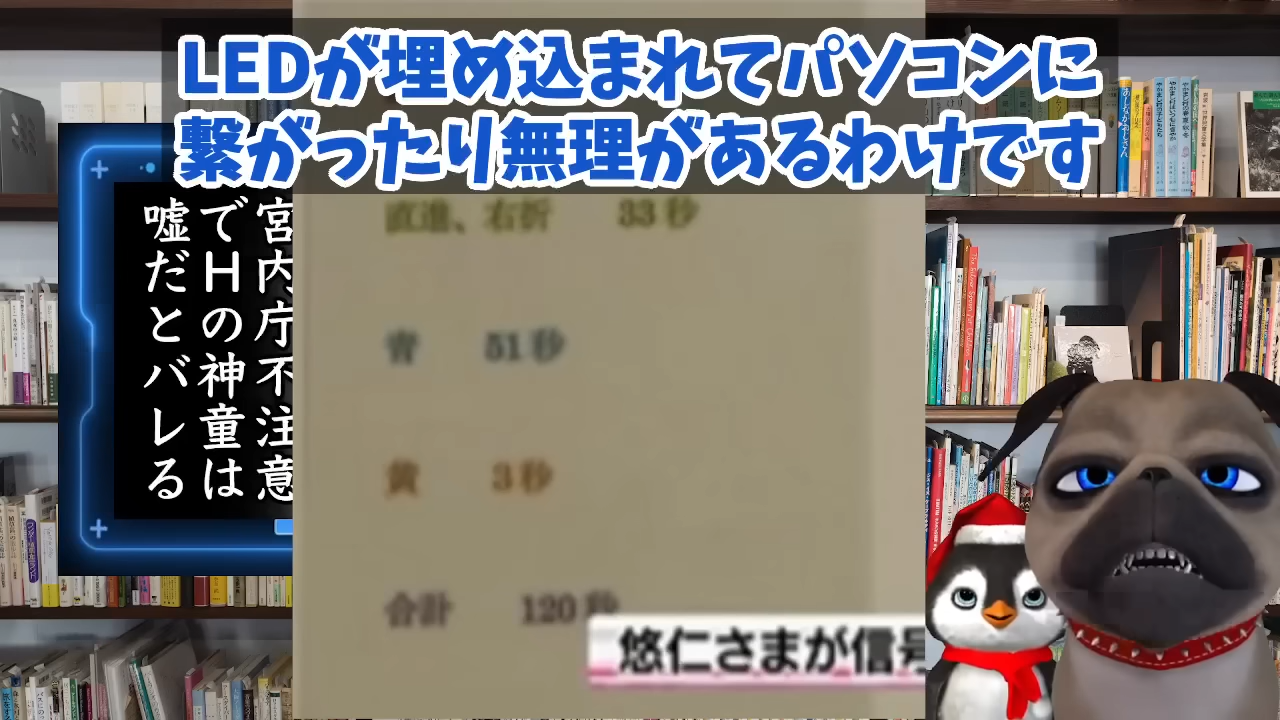 LEDが埋め込まれてパソコンに
繋がったり無理があるわけです
宮内庁不注意
でHの神童は
嘘だとバレる
直進、右折 33秒
青 51秒
黄 3秒
合計 120秒
悠仁さまが信号